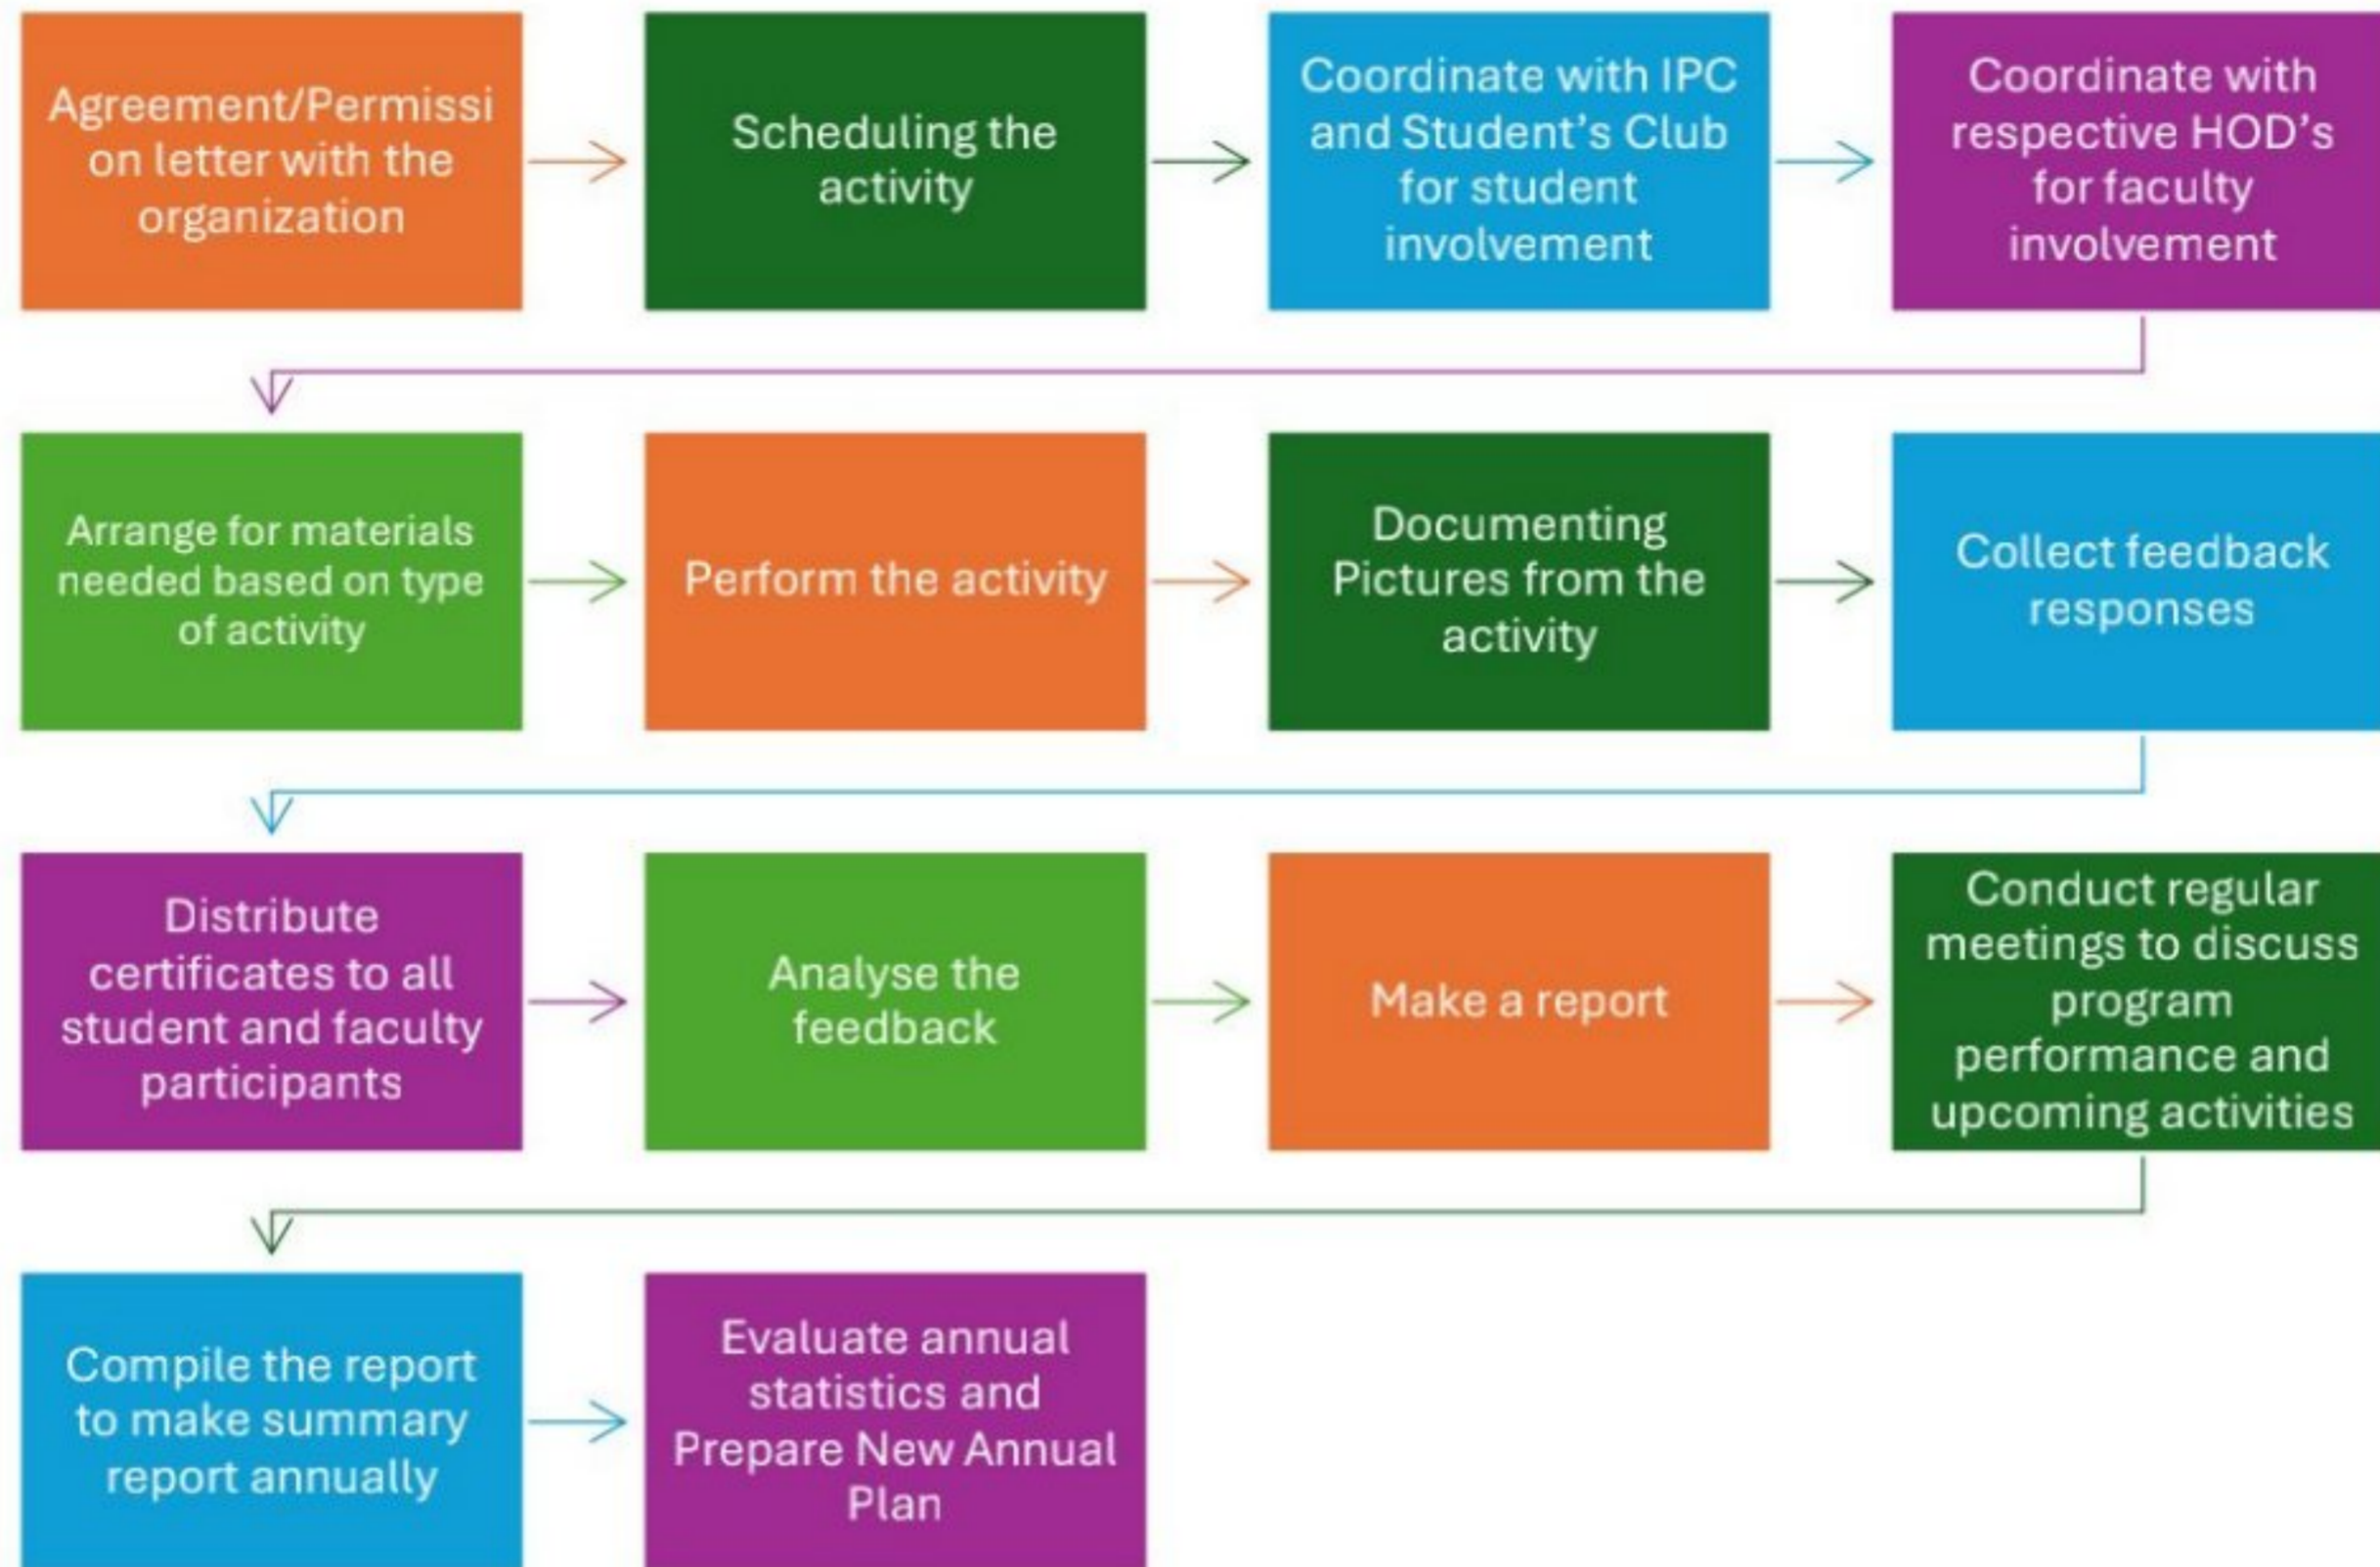 Agreement/Permissi
on letter with the
organization
Scheduling the
activity
Coordinate with IPC
and Student’s Club
for student
involvement
Coordinate with
respective HOD’s
for faculty
involvement
Arrange for materials
needed based on type
of activity
Perform the activity
Documenting
Pictures from the
activity
Collect feedback
responses
Distribute
certificates to all
student and faculty
participants
Analyse the
feedback
Make a report
Conduct regular
meetings to discuss
program
performance and
upcoming activities
Compile the report
to make summary
report annually
Evaluate annual
statistics and
Prepare New Annual
Plan